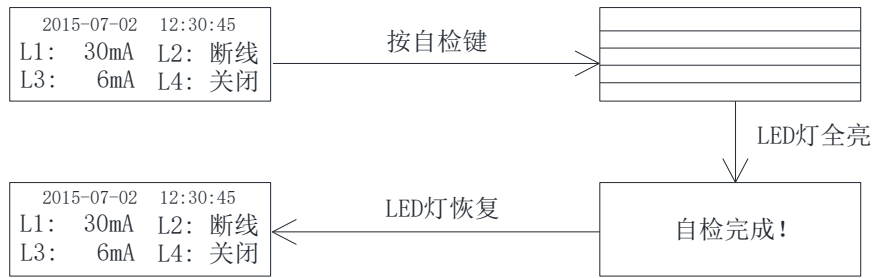 2015-07-02 12:30:45
L1: 30mA L2: 断线
L3: 6mA L4: 关闭
按自检键
LED灯全亮
自检完成!
LED灯恢复
2015-07-02 12:30:45
L1: 30mA L2: 断线
L3: 6mA L4: 关闭